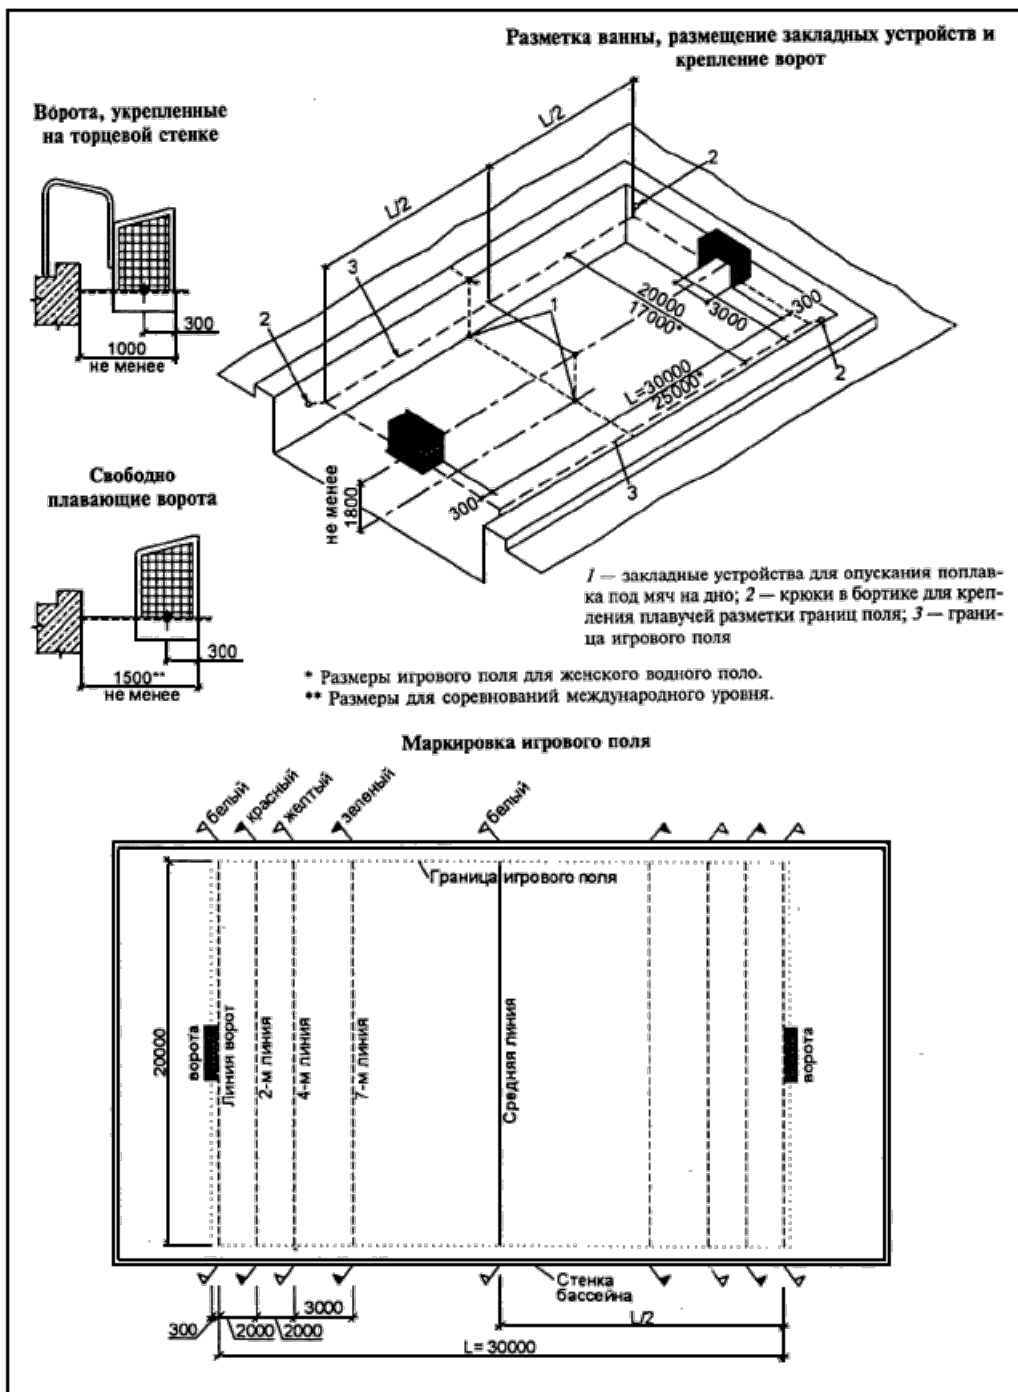 Разметка ванны, размещение закладных устройств и
крепление ворот
Ворота, укрепленные
на торцевой стенке
300
1000
не менее
Свободно
плавающие ворота
300
1500**
не менее
L/2
L/2
2
3
1
2
20000
17000*
3000
300
2
L=30000
25000*
3
300
не менее
1800
1 — закладные устройства для опускания поплав-
ка под мяч на дно; 2 — крюки в бортике для креп-
ления плавучей разметки границ поля; 3 — грани-
ца игрового поля
* Размеры игрового поля для женского водного поло.
** Размеры для соревнований международного уровня.
Маркировка игрового поля
белый
красный
желтый
зеленый
белый
Граница игрового поля
20000
ворота
Линия ворот
2-м линия
4-м линия
7-м линия
Средняя линия
ворота
Стенка
бассейна
300
2000
2000
3000
L/2
L= 30000